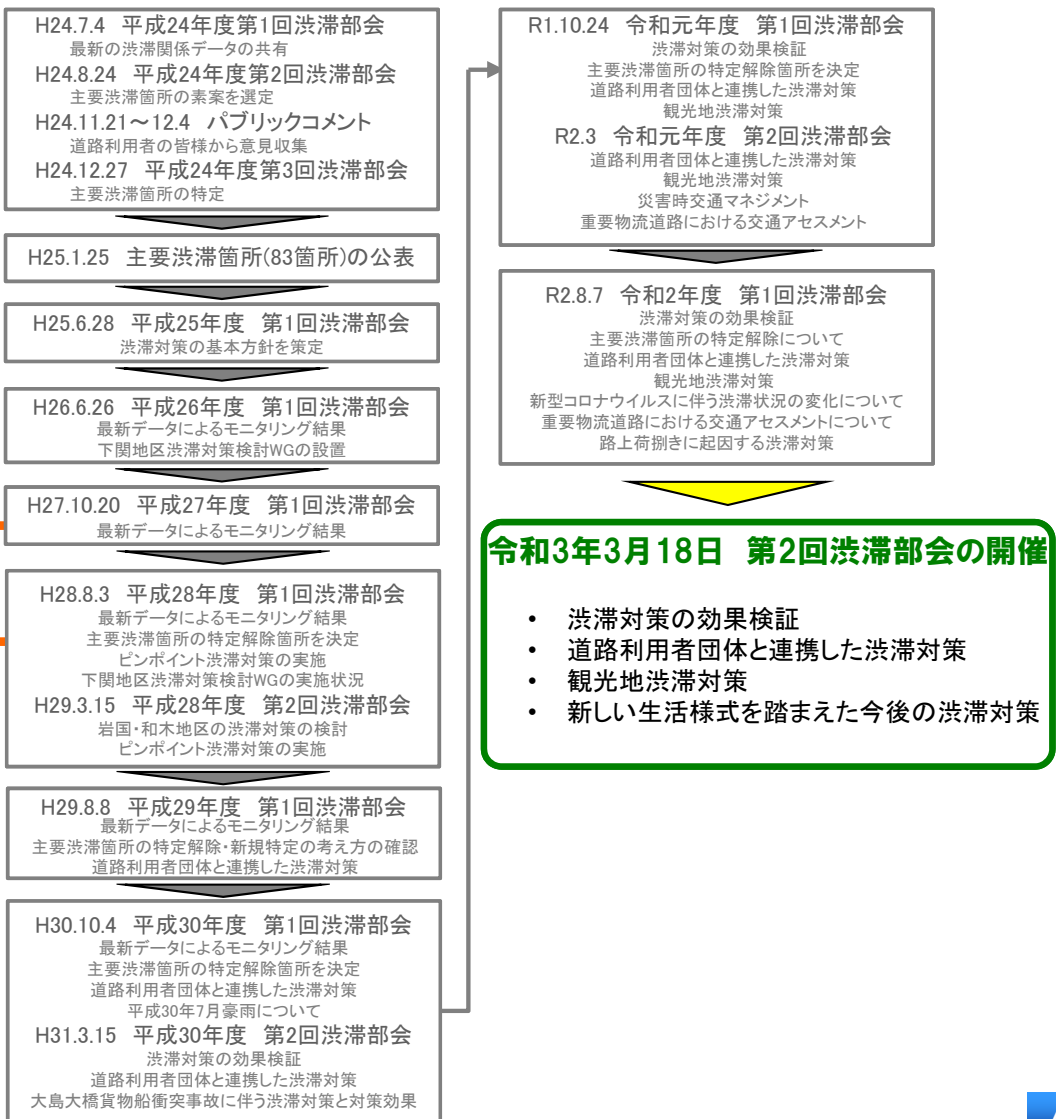 H24.7.4 平成24年度第1回渋滞部会
最新の渋滞関係データの共有
H24.8.24 平成24年度第2回渋滞部会
主要渋滞箇所の素案を選定
H24.11.21～12.4 パブリックコメント
道路利用者の皆様から意見収集
H24.12.27 平成24年度第3回渋滞部会
主要渋滞箇所の特定
H25.1.25 主要渋滞箇所(83箇所)の公表
H25.6.28 平成25年度 第1回渋滞部会
渋滞対策の基本方針を策定
H26.6.26 平成26年度 第1回渋滞部会
最新データによるモニタリング結果
下関地区渋滞対策検討WGの設置
H27.10.20 平成27年度 第1回渋滞部会
最新データによるモニタリング結果
H28.8.3 平成28年度 第1回渋滞部会
最新データによるモニタリング結果
主要渋滞箇所の特定解除箇所を決定
ピンポイント渋滞対策の実施
下関地区渋滞対策検討WGの実施状況
H29.3.15 平成28年度 第2回渋滞部会
岩国・和木地区の渋滞対策の検討
ピンポイント渋滞対策の実施
H29.8.8 平成29年度 第1回渋滞部会
最新データによるモニタリング結果
主要渋滞箇所の特定解除・新規特定の考え方の確認
道路利用者団体と連携した渋滞対策
H30.10.4 平成30年度 第1回渋滞部会
最新データによるモニタリング結果
主要渋滞箇所の特定解除箇所を決定
道路利用者団体と連携した渋滞対策
平成30年7月豪雨について
H31.3.15 平成30年度 第2回渋滞部会
渋滞対策の効果検証
道路利用者団体と連携した渋滞対策
大島大橋貨物船衝突事故に伴う渋滞対策と対策効果
R1.10.24 令和元年度 第1回渋滞部会
渋滞対策の効果検証
主要渋滞箇所の特定解除箇所を決定
道路利用者団体と連携した渋滞対策
観光地渋滞対策
R2.3 令和元年度 第2回渋滞部会
道路利用者団体と連携した渋滞対策
観光地渋滞対策
災害時交通マネジメント
重要物流道路における交通アセスメント
R2.8.7 令和2年度 第1回渋滞部会
渋滞対策の効果検証
主要渋滞箇所の特定解除について
道路利用者団体と連携した渋滞対策
観光地渋滞対策
新型コロナウイルスに伴う渋滞状況の変化について
重要物流道路における交通アセスメントについて
路上荷捌きに起因する渋滞対策
令和3年3月18日 第2回渋滞部会の開催
• 渋滞対策の効果検証
• 道路利用者団体と連携した渋滞対策
• 観光地渋滞対策
• 新しい生活様式を踏まえた今後の渋滞対策